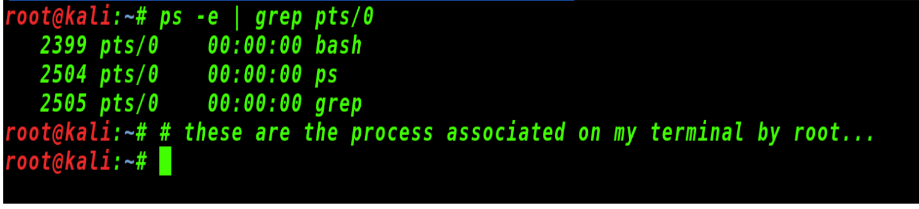 root@kali:~# ps -e | grep pts/0
2399 pts/0 00:00:00 bash
2504 pts/0 00:00:00 ps
2505 pts/0 00:00:00 grep
root@kali:~# # these are the process associated on my terminal by root...
root@kali:~#